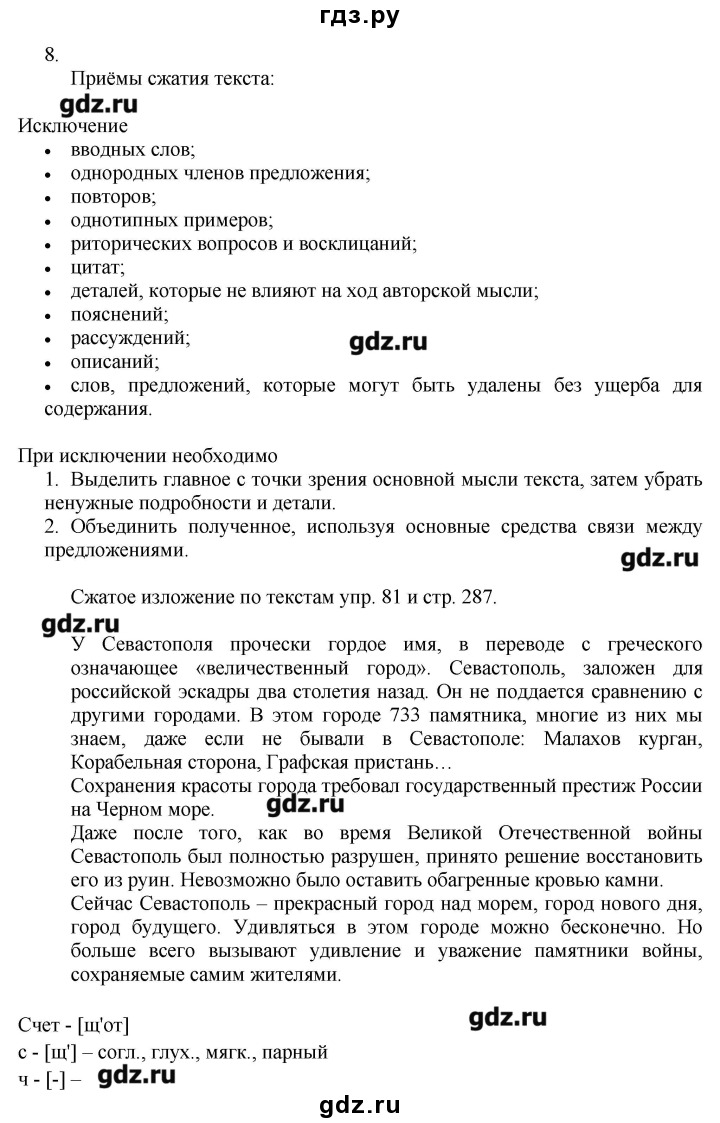 гдз.ру
8.
Приёмы сжатия текста:
gdz.ru
Исключение
• вводных слов;
• однородных членов предложения;
• повторов;
• однотипных примеров;
• риторических вопросов и восклицаний;
• цитат;
• деталей, которые не влияют на ход авторской мысли;
• пояснений;
• рассуждений;
gdz.ru
• описаний;
• слов, предложений, которые могут быть удалены без ущерба для
содержания.
При исключении необходимо
1. Выделить главное с точки зрения основной мысли текста, затем убрать
ненужные подробности и детали.
2. Объединить полученное, используя основные средства связи между
предложениями.
gdz.ru
Сжатое изложение по текстам упр. 81 и стр. 287.
gdz.ru
У Севастополя прочески гордое имя, в переводе с греческого
означающее «величественный город». Севастополь, заложен для
российской эскадры два столетия назад. Он не поддается сравнению с
другими городами. В этом городе 733 памятника, многие из них мы
знаем, даже если не бывали в Севастополе: Малахов курган,
Корабельная сторона, Графская пристань…
Сохранения красоты города требовал государственный престиж России
на Черном море.
gdz.ru
Даже после того, как во время Великой Отечественной войны
Севастополь был полностью разрушен, принято решение восстановить
его из руин. Невозможно было оставить обагренные кровью камни.
Сейчас Севастополь – прекрасный город над морем, город нового дня,
город будущего. Удивляться в этом городе можно бесконечно. Но
больше всего вызывают удивление и уважение памятники войны,
сохраняемые самим жителями.
gdz.ru
Счет - [щ'от]
с - [щ'] – согл., глух., мягк., парный
ч - [-] –
gdz.ru
gdz.ru